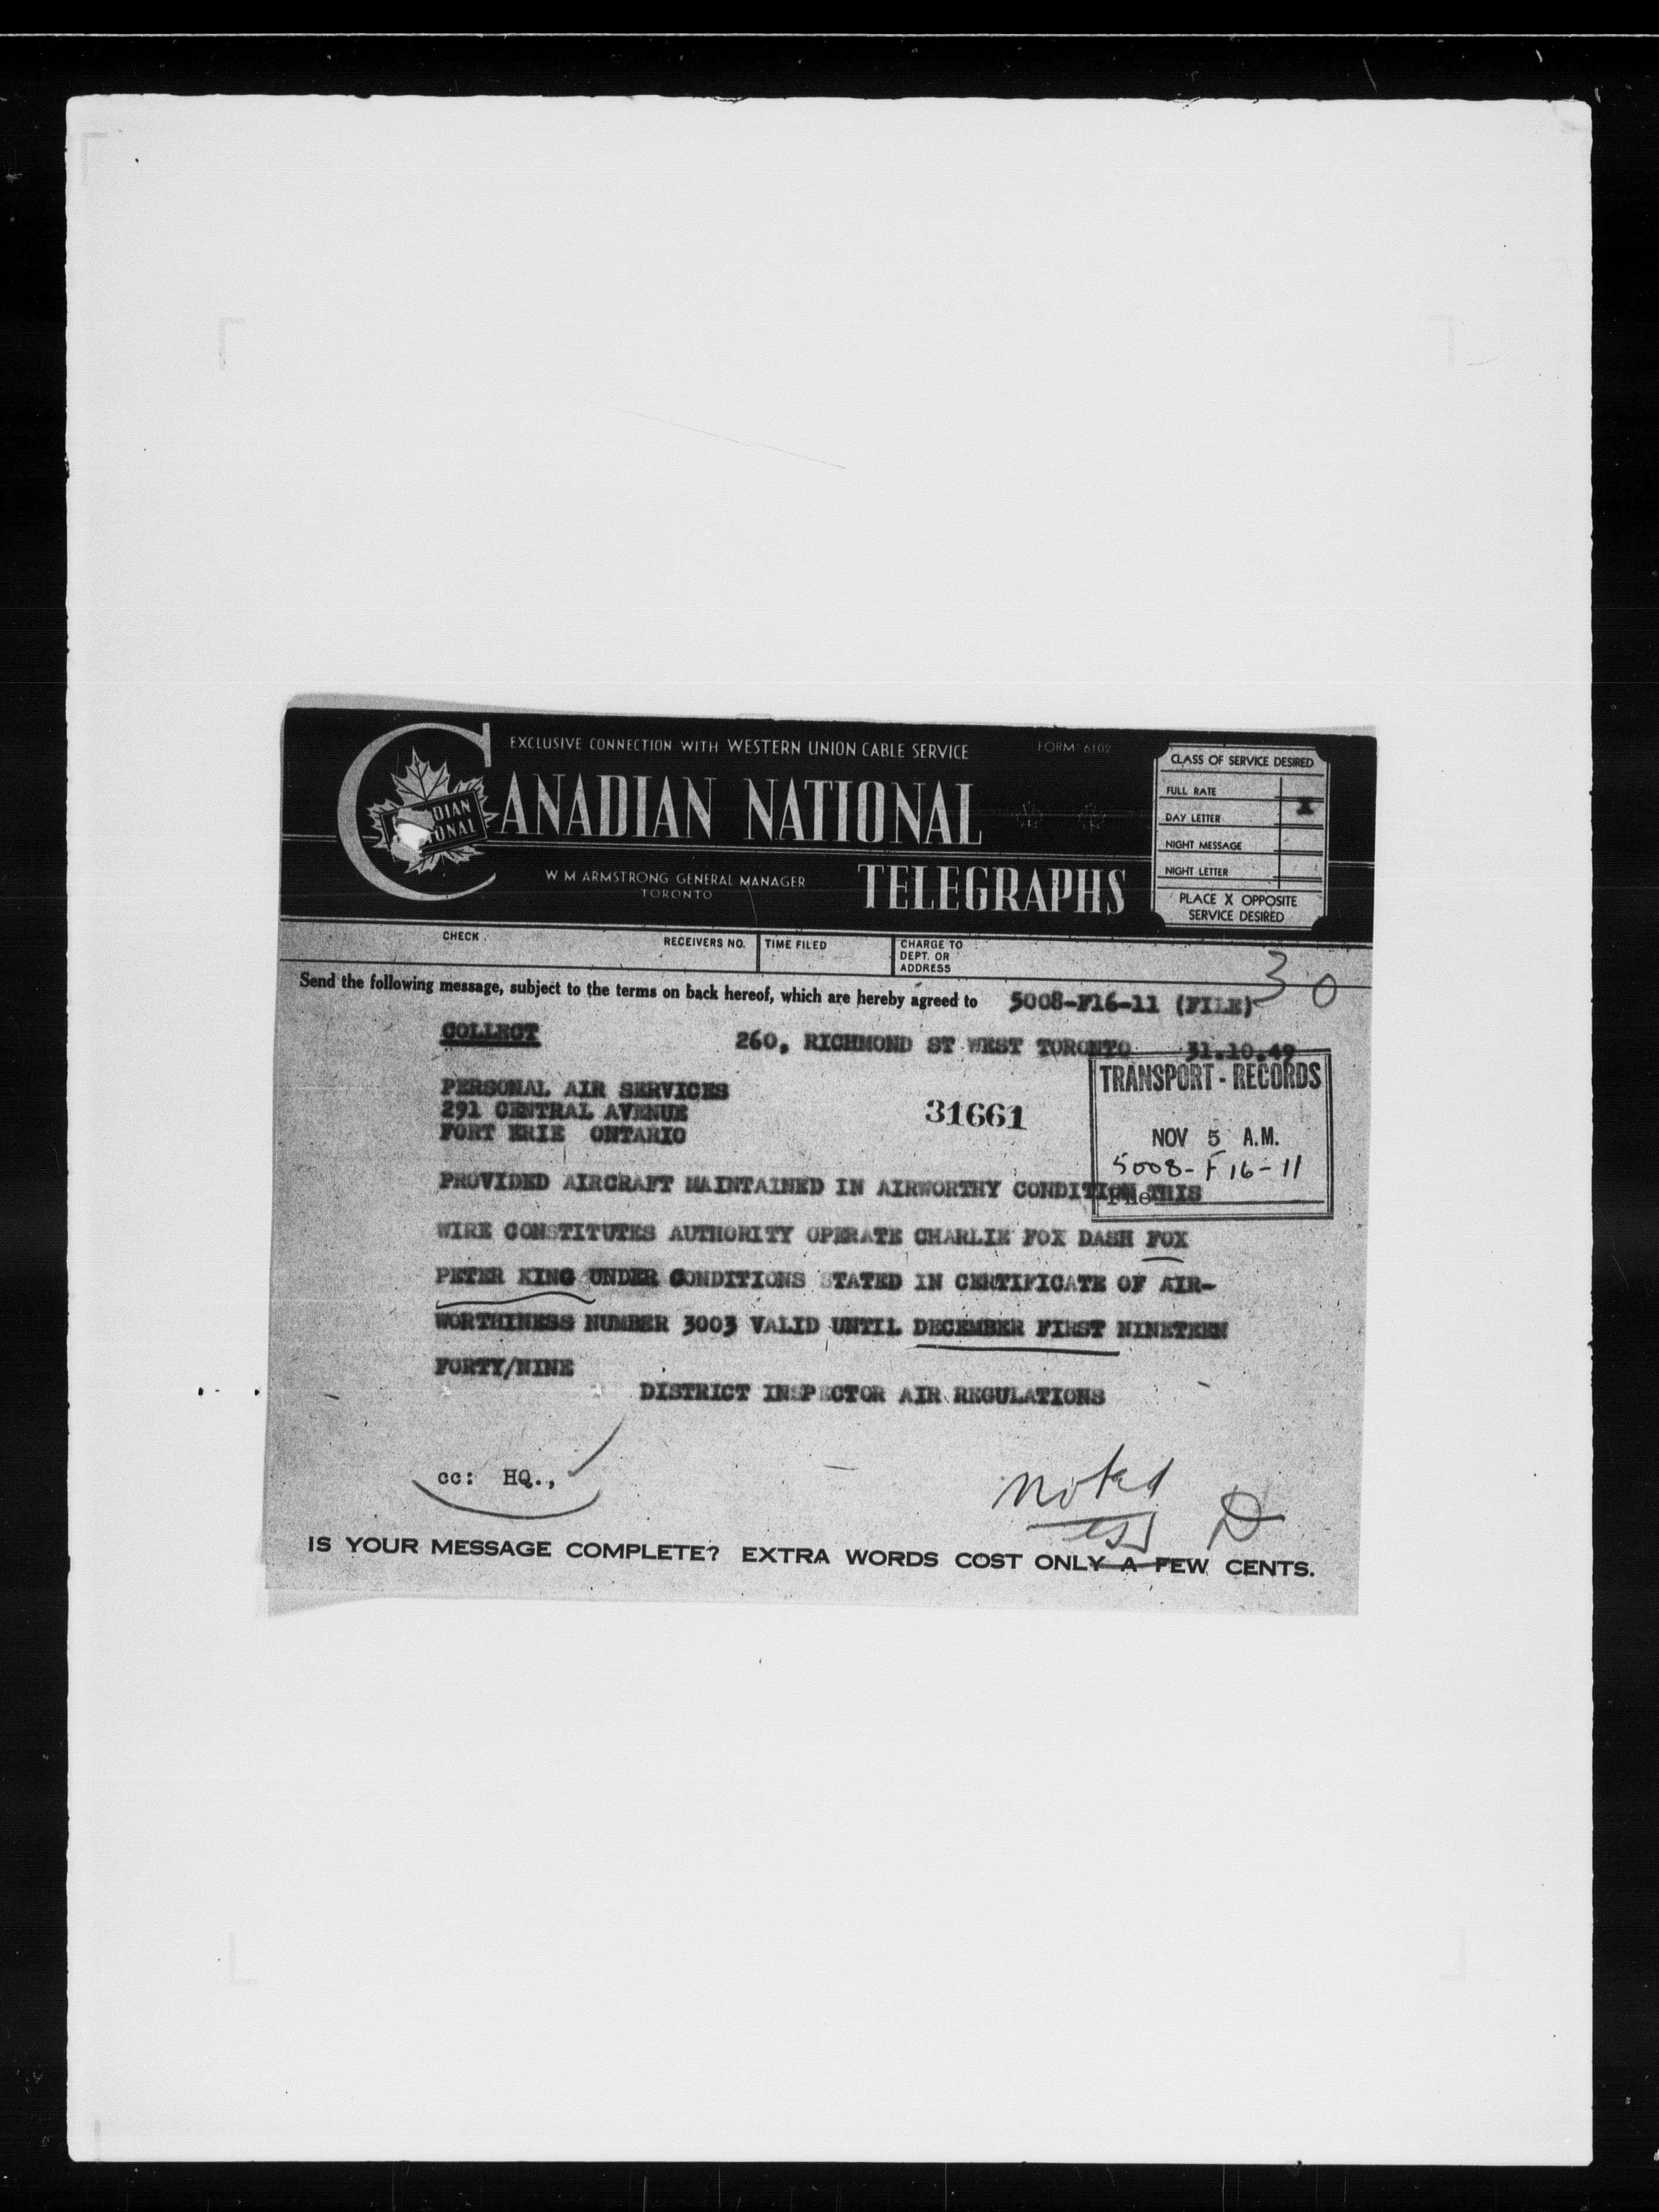 EXCLUSIVE CONNECTION WITH WESTERN UNION CABLE SERVICE
FORM 6102
CANADIAN NATIONAL
TELEGRAPHS
DIAN
ONAL
W M ARMSTRONG GENERAL MANAGER
TORONTO
CLASS OF SERVICE DESIRED
FULL RATE X
DAY LETTER
NIGHT MESSAGE
NIGHT LETTER
PLACE X OPPOSITE
SERVICE DESIRED
CHECK
RECEIVERS NO.
TIME FILED
CHARGE TO
DEPT. OR
ADDRESS
30
Send the following message, subject to the terms on back hereof, which are hereby agreed to 5008-F16-11 (FILE)
COLLECT 260, RICHMOND ST WEST TORONTO 31.10.49
PERSONAL AIR SERVICES
291 CENTRAL AVENUE
FORT ERIE ONTARIO
31661
TRANSPORT - RECORDS
NOV 5 A.M.
5008-F16-11
File
PROVIDED AIRCRAFT MAINTAINED IN AIRWORTHY CONDITION THIS
WIRE CONSTITUTES AUTHORITY OPERATE CHARLIE FOX DASH FOX
PETER KING UNDER CONDITIONS STATED IN CERTIFICATE OF AIR-
WORTHINESS NUMBER 3003 VALID UNTIL DECEMBER FIRST NINETEEN
FORTY/NINE
DISTRICT INSPECTOR AIR REGULATIONS
cc: HQ.,
Noted
D
IS YOUR MESSAGE COMPLETE? EXTRA WORDS COST ONLY A FEW CENTS.